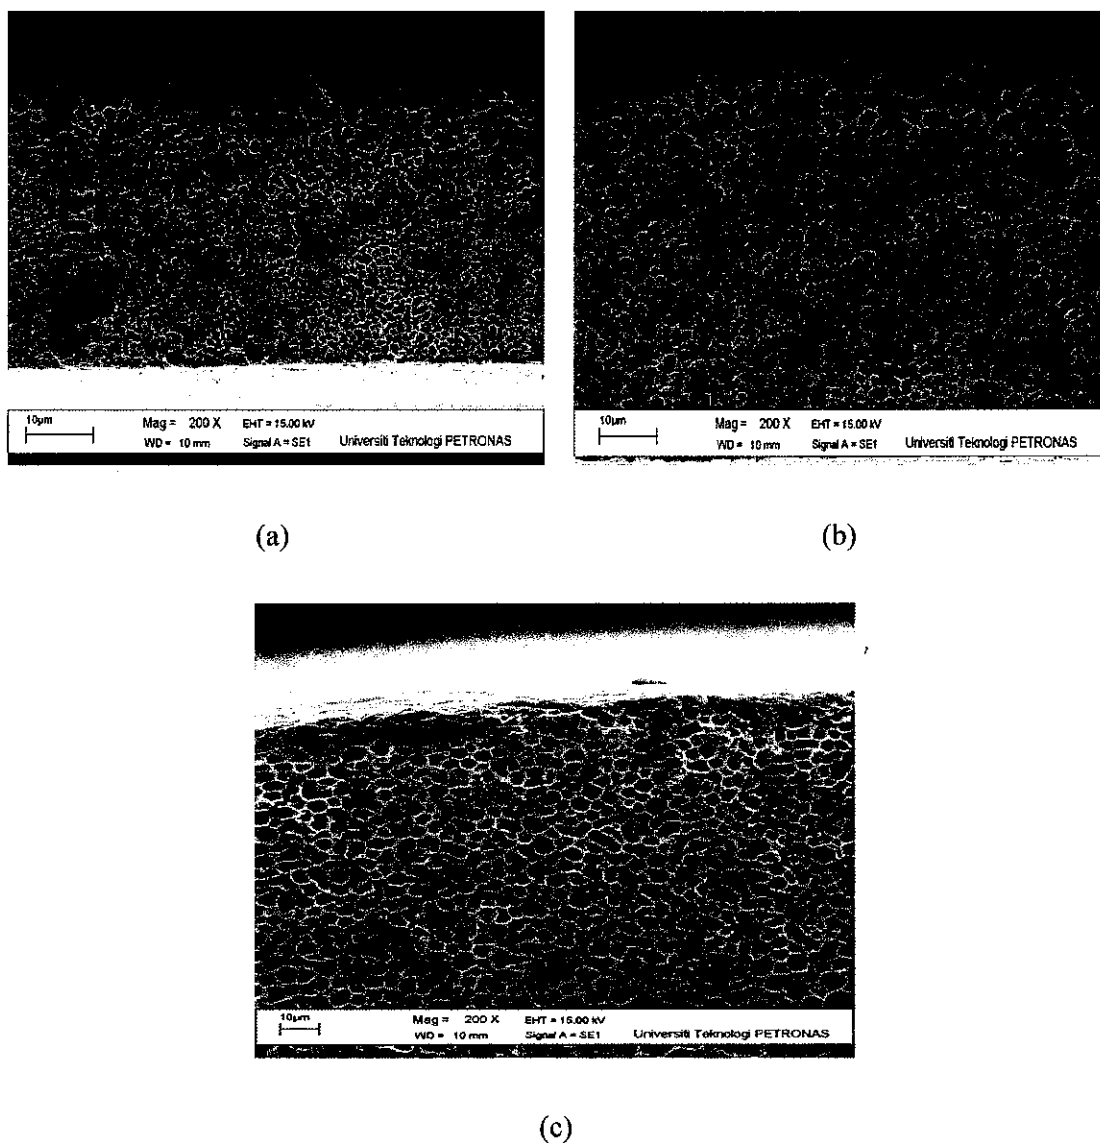 10µm Mag = 200 X EHT = 15.00 kV
WD = 10 mm Signal A = SE1 Universiti Teknologi PETRONAS
10µm Mag = 200 X EHT = 15.00 kV
WD = 10 mm Signal A = SE1 Universiti Teknologi PETRONAS
(a)
(b)
10µm Mag = 200 X EHT = 15.00 kV
WD = 10 mm Signal A = SE1 Universiti Teknologi PETRONAS
(c)